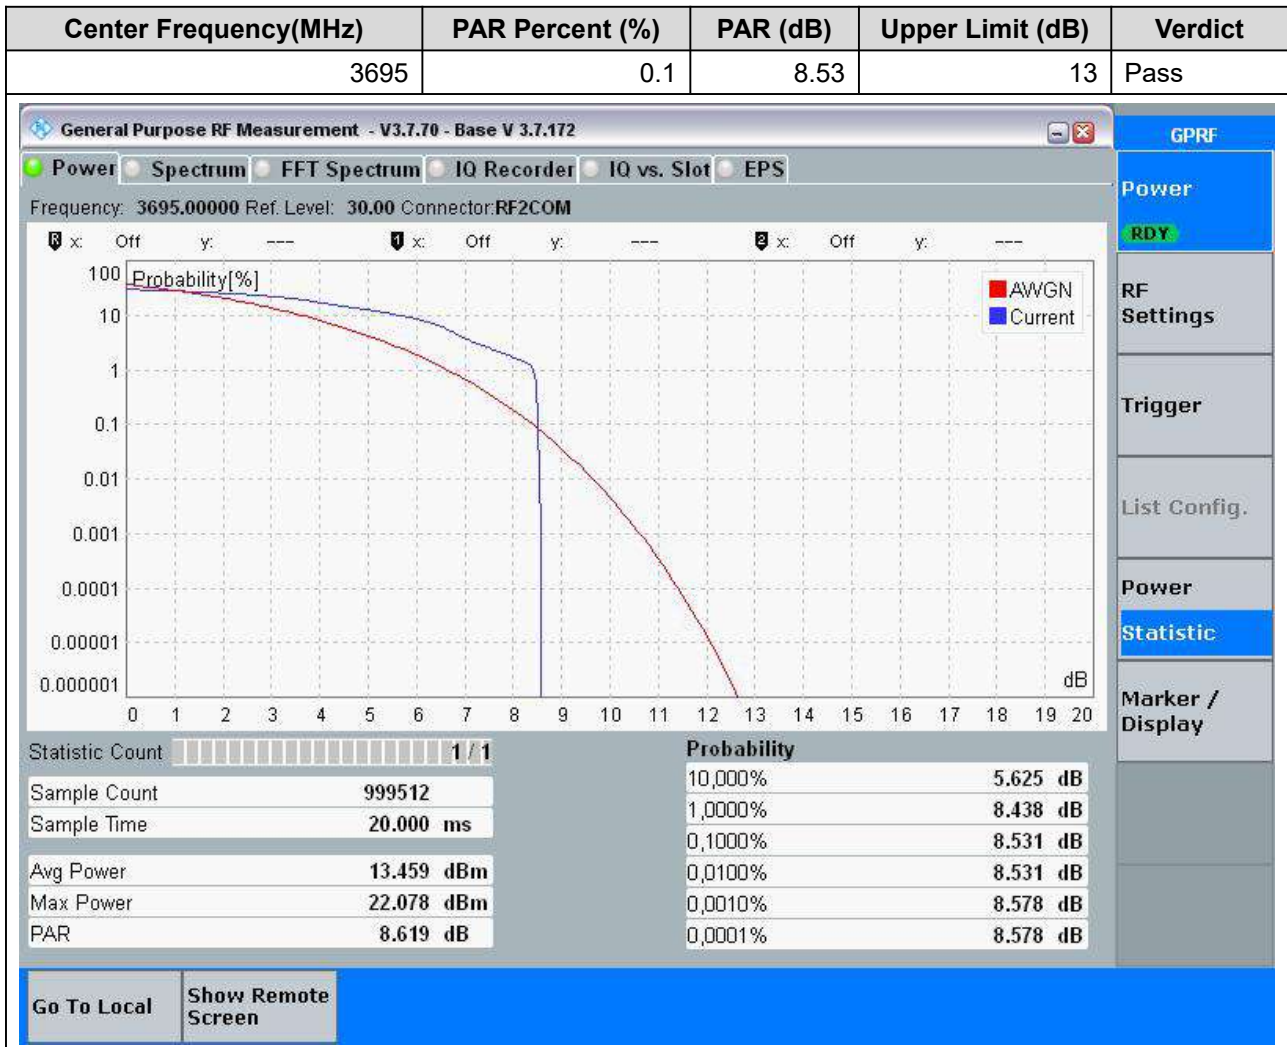 Center Frequency(MHz) PAR Percent (%) PAR (dB) Upper Limit (dB) Verdict
3695 0.1 8.53 13 Pass
General Purpose RF Measurement - V3.7.70 - Base V 3.7.172
GPRF
Power Spectrum FFT Spectrum IQ Recorder IQ vs. Slot EPS
Power
RDY
Frequency: 3695.00000 Ref. Level: 30.00 Connector:RF2COM
R x: Off y: --- 1 x: Off y: --- 2 x: Off y: ---
Probability[%]
AWGN
Current
100
10
1
0.1
0.01
0.001
0.0001
0.00001
0.000001
dB
0 1 2 3 4 5 6 7 8 9 10 11 12 13 14 15 16 17 18 19 20
RF
Settings
Trigger
List Config.
Power
Statistic
Marker /
Display
Statistic Count 1 / 1
Sample Count 999512
Sample Time 20.000 ms
Avg Power 13.459 dBm
Max Power 22.078 dBm
PAR 8.619 dB
Probability
10,000% 5.625 dB
1,0000% 8.438 dB
0,1000% 8.531 dB
0,0100% 8.531 dB
0,0010% 8.578 dB
0,0001% 8.578 dB
Go To Local
Show Remote
Screen